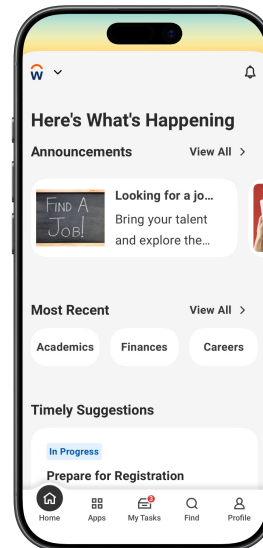 Here's What's Happening
Announcements
View All >
FIND A
JOB!
Looking for a jo...
Bring your talent
and explore the...
Most Recent
View All >
Academics
Finances
Careers
Timely Suggestions
In Progress
Prepare for Registration
Home
Apps
My Tasks
Find
Profile